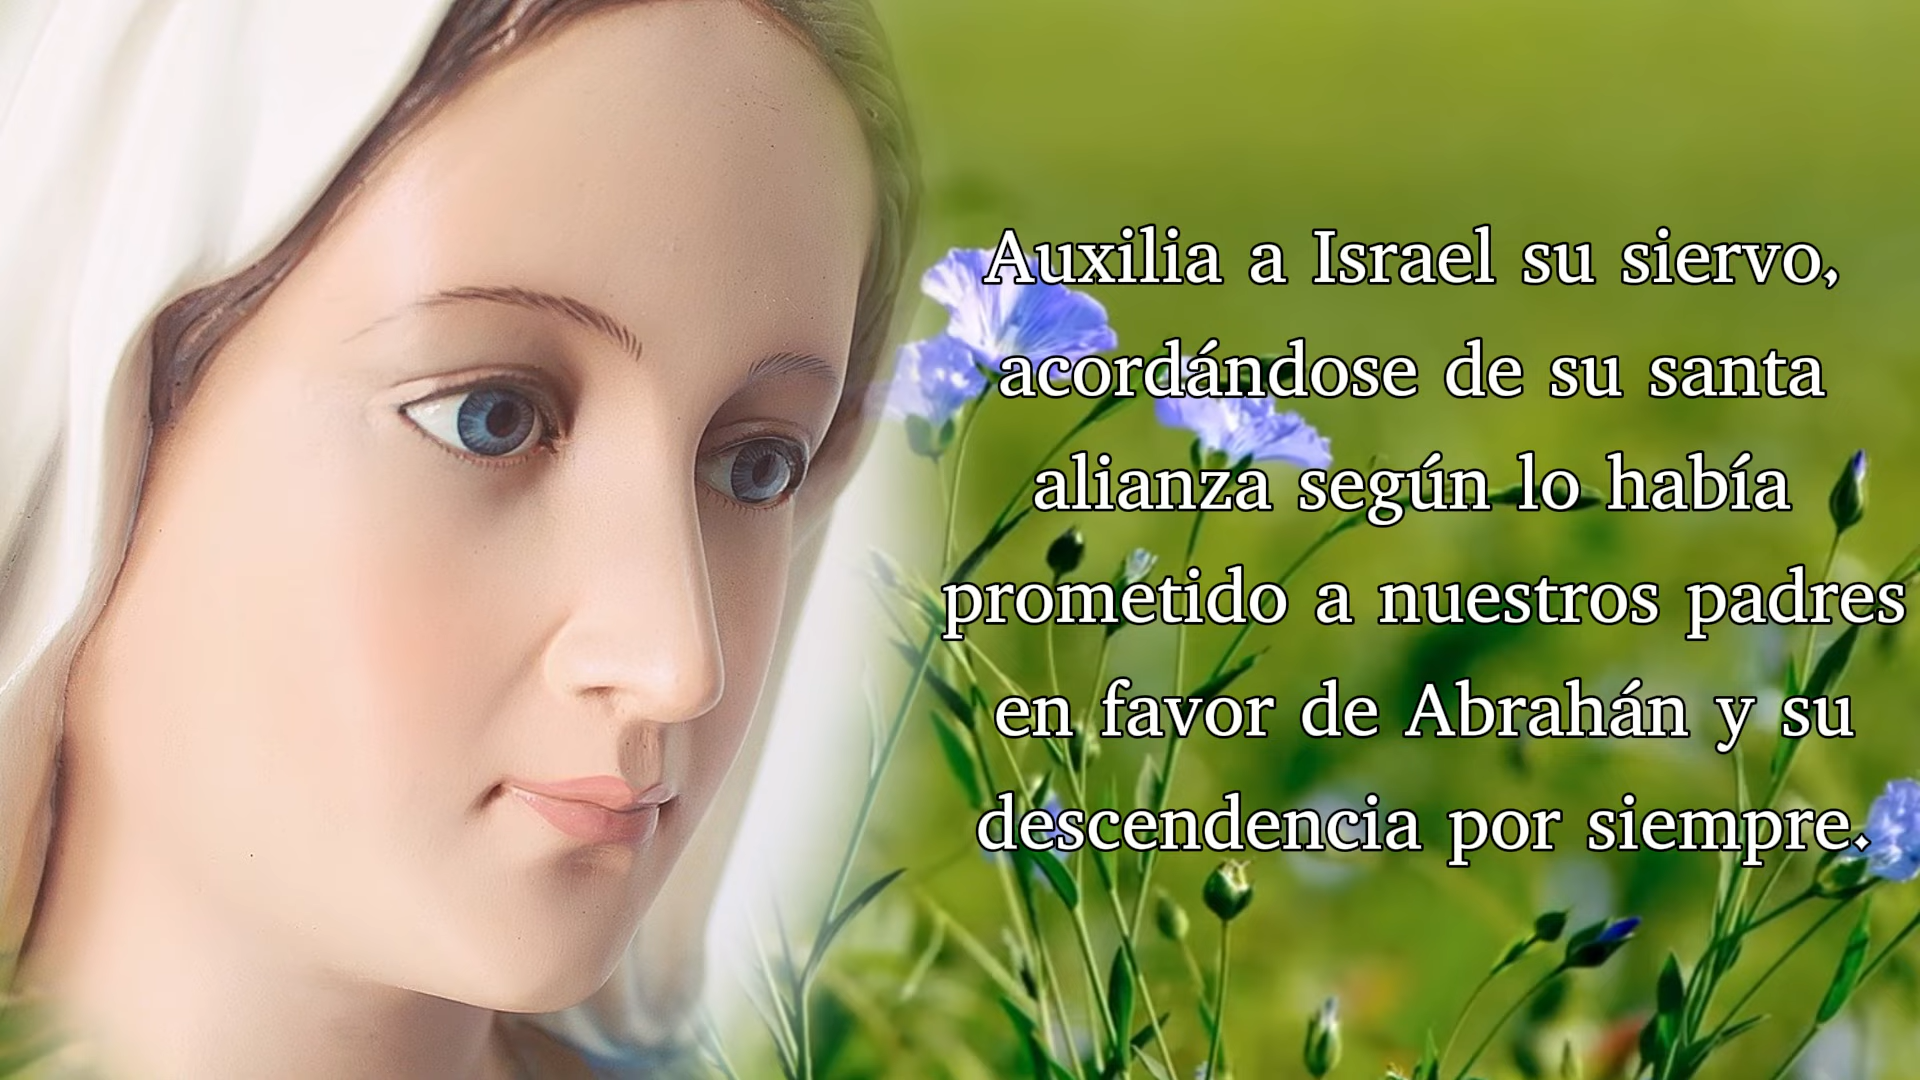 Auxilia a Israel su siervo,
acordándose de su santa
alianza según lo había
prometido a nuestros padres
en favor de Abrahán y su
descendencia por siempre.